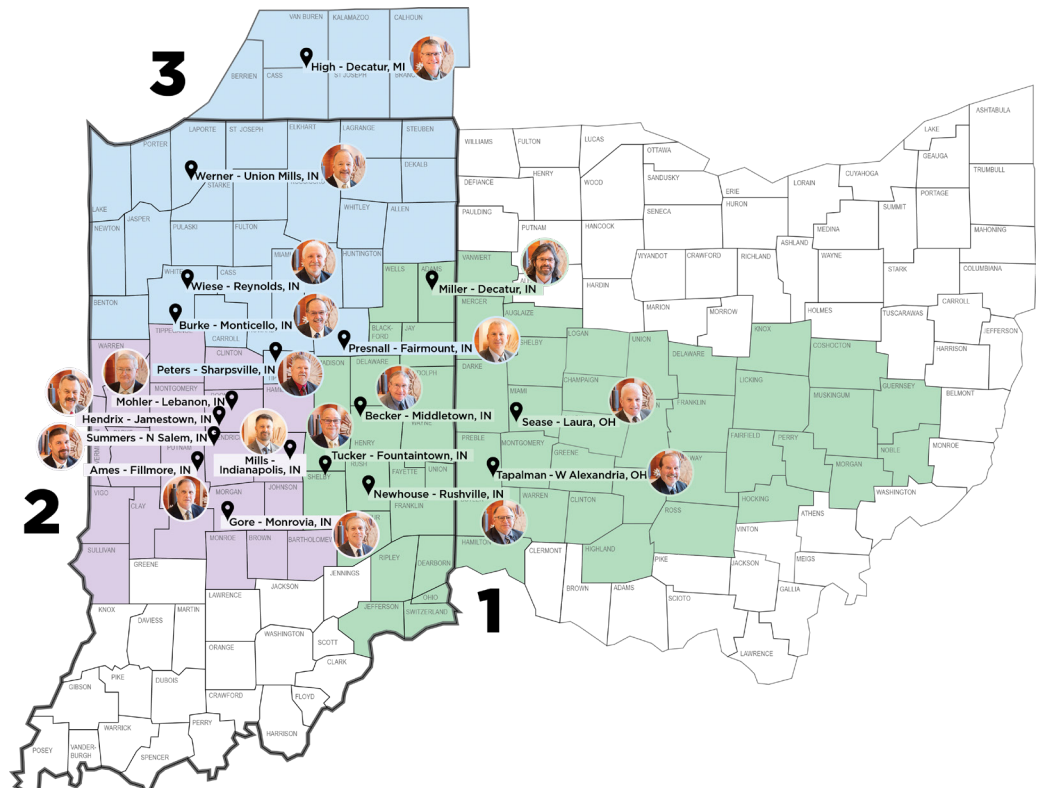 VAN BUREN
KALAMAZOO
CALHOUN
3
BERRIEN
CASS
ST JOSEPH
High - Decatur, MI
LAPORTE
ST JOSEPH
ELKHART
LAGRANGE
STEUBEN
PORTER
DEKALB
Werner - Union Mills, IN
STARKE
LAKE
NEWTON
JASPER
PULASKI
FULTON
WHITLEY
ALLEN
MIAMI
HUNTINGTON
WELLS
ADAMS
CASS
Wiese - Reynolds, IN
Miller - Decatur, IN
BENTON
Burke - Monticello, IN
CARROLL
BLACK-
FORD
JAY
WARREN
CLINTON
Presnall - Fairmount, IN
Peters - Sharpsville, IN
DELAWARE
MONTGOMERY
Mohler - Lebanon, IN
Hendrix - Jamestown, IN
Becker - Middletown, IN
Summers - N Salem, IN
HENRY
Mills -
Indianapolis, IN
Tucker - Fountaintown, IN
Ames - Fillmore, IN
SHELBY
FAYETTE
UNION
VIGO
CLAY
MORGAN
JOHNSON
Newhouse - Rushville, IN
FRANKLIN
2
Gore - Monrovia, IN
SULLIVAN
MONROE
BROWN
GREENE
RIPLEY
DEARBORN
JENNINGS
JACKSON
LAWRENCE
OHIO
JEFFERSON
SWITZERLAND
1
KNOX
DAVIESS
MARTIN
WASHINGTON
SCOTT
ORANGE
CLARK
GIBSON
PIKE
DUBOIS
CRAWFORD
FLOYD
WARRICK
PERRY
HARRISON
POSEY
VANDER-
BURGH
SPENCER
WILLIAMS
FULTON
LUCAS
OTTAWA
LAKE
ASHTABULA
GEAUGA
HENRY
WOOD
SANDUSKY
ERIE
LORAIN
CUYAHOGA
TRUMBULL
DEFIANCE
PORTAGE
PAULDING
PUTNAM
HANCOCK
SENECA
HURON
MEDINA
SUMMIT
MAHONING
VANWERT
WYANDOT
CRAWFORD
RICHLAND
ASHLAND
WAYNE
STARK
COLUMBIANA
HARDIN
MERCER
AUGLAIZE
MARION
MORROW
HOLMES
TUSCARAWAS
CARROLL
JEFFERSON
SHELBY
LOGAN
UNION
KNOX
COSHOCTON
HARRISON
DARKE
DELAWARE
MIAMI
CHAMPAIGN
LICKING
MUSKINGUM
GUERNSEY
BELMONT
Sease - Laura, OH
FRANKLIN
PREBLE
MONTGOMERY
GREENE
FAIRFIELD
PERRY
NOBLE
MONROE
Tapalman - W Alexandria, OH
MORGAN
WARREN
CLINTON
ROSS
HOCKING
WASHINGTON
ATHENS
HAMILTON
CLERMONT
HIGHLAND
PIKE
VINTON
MEIGS
BROWN
ADAMS
SCIOTO
JACKSON
GALLIA
LAWRENCE